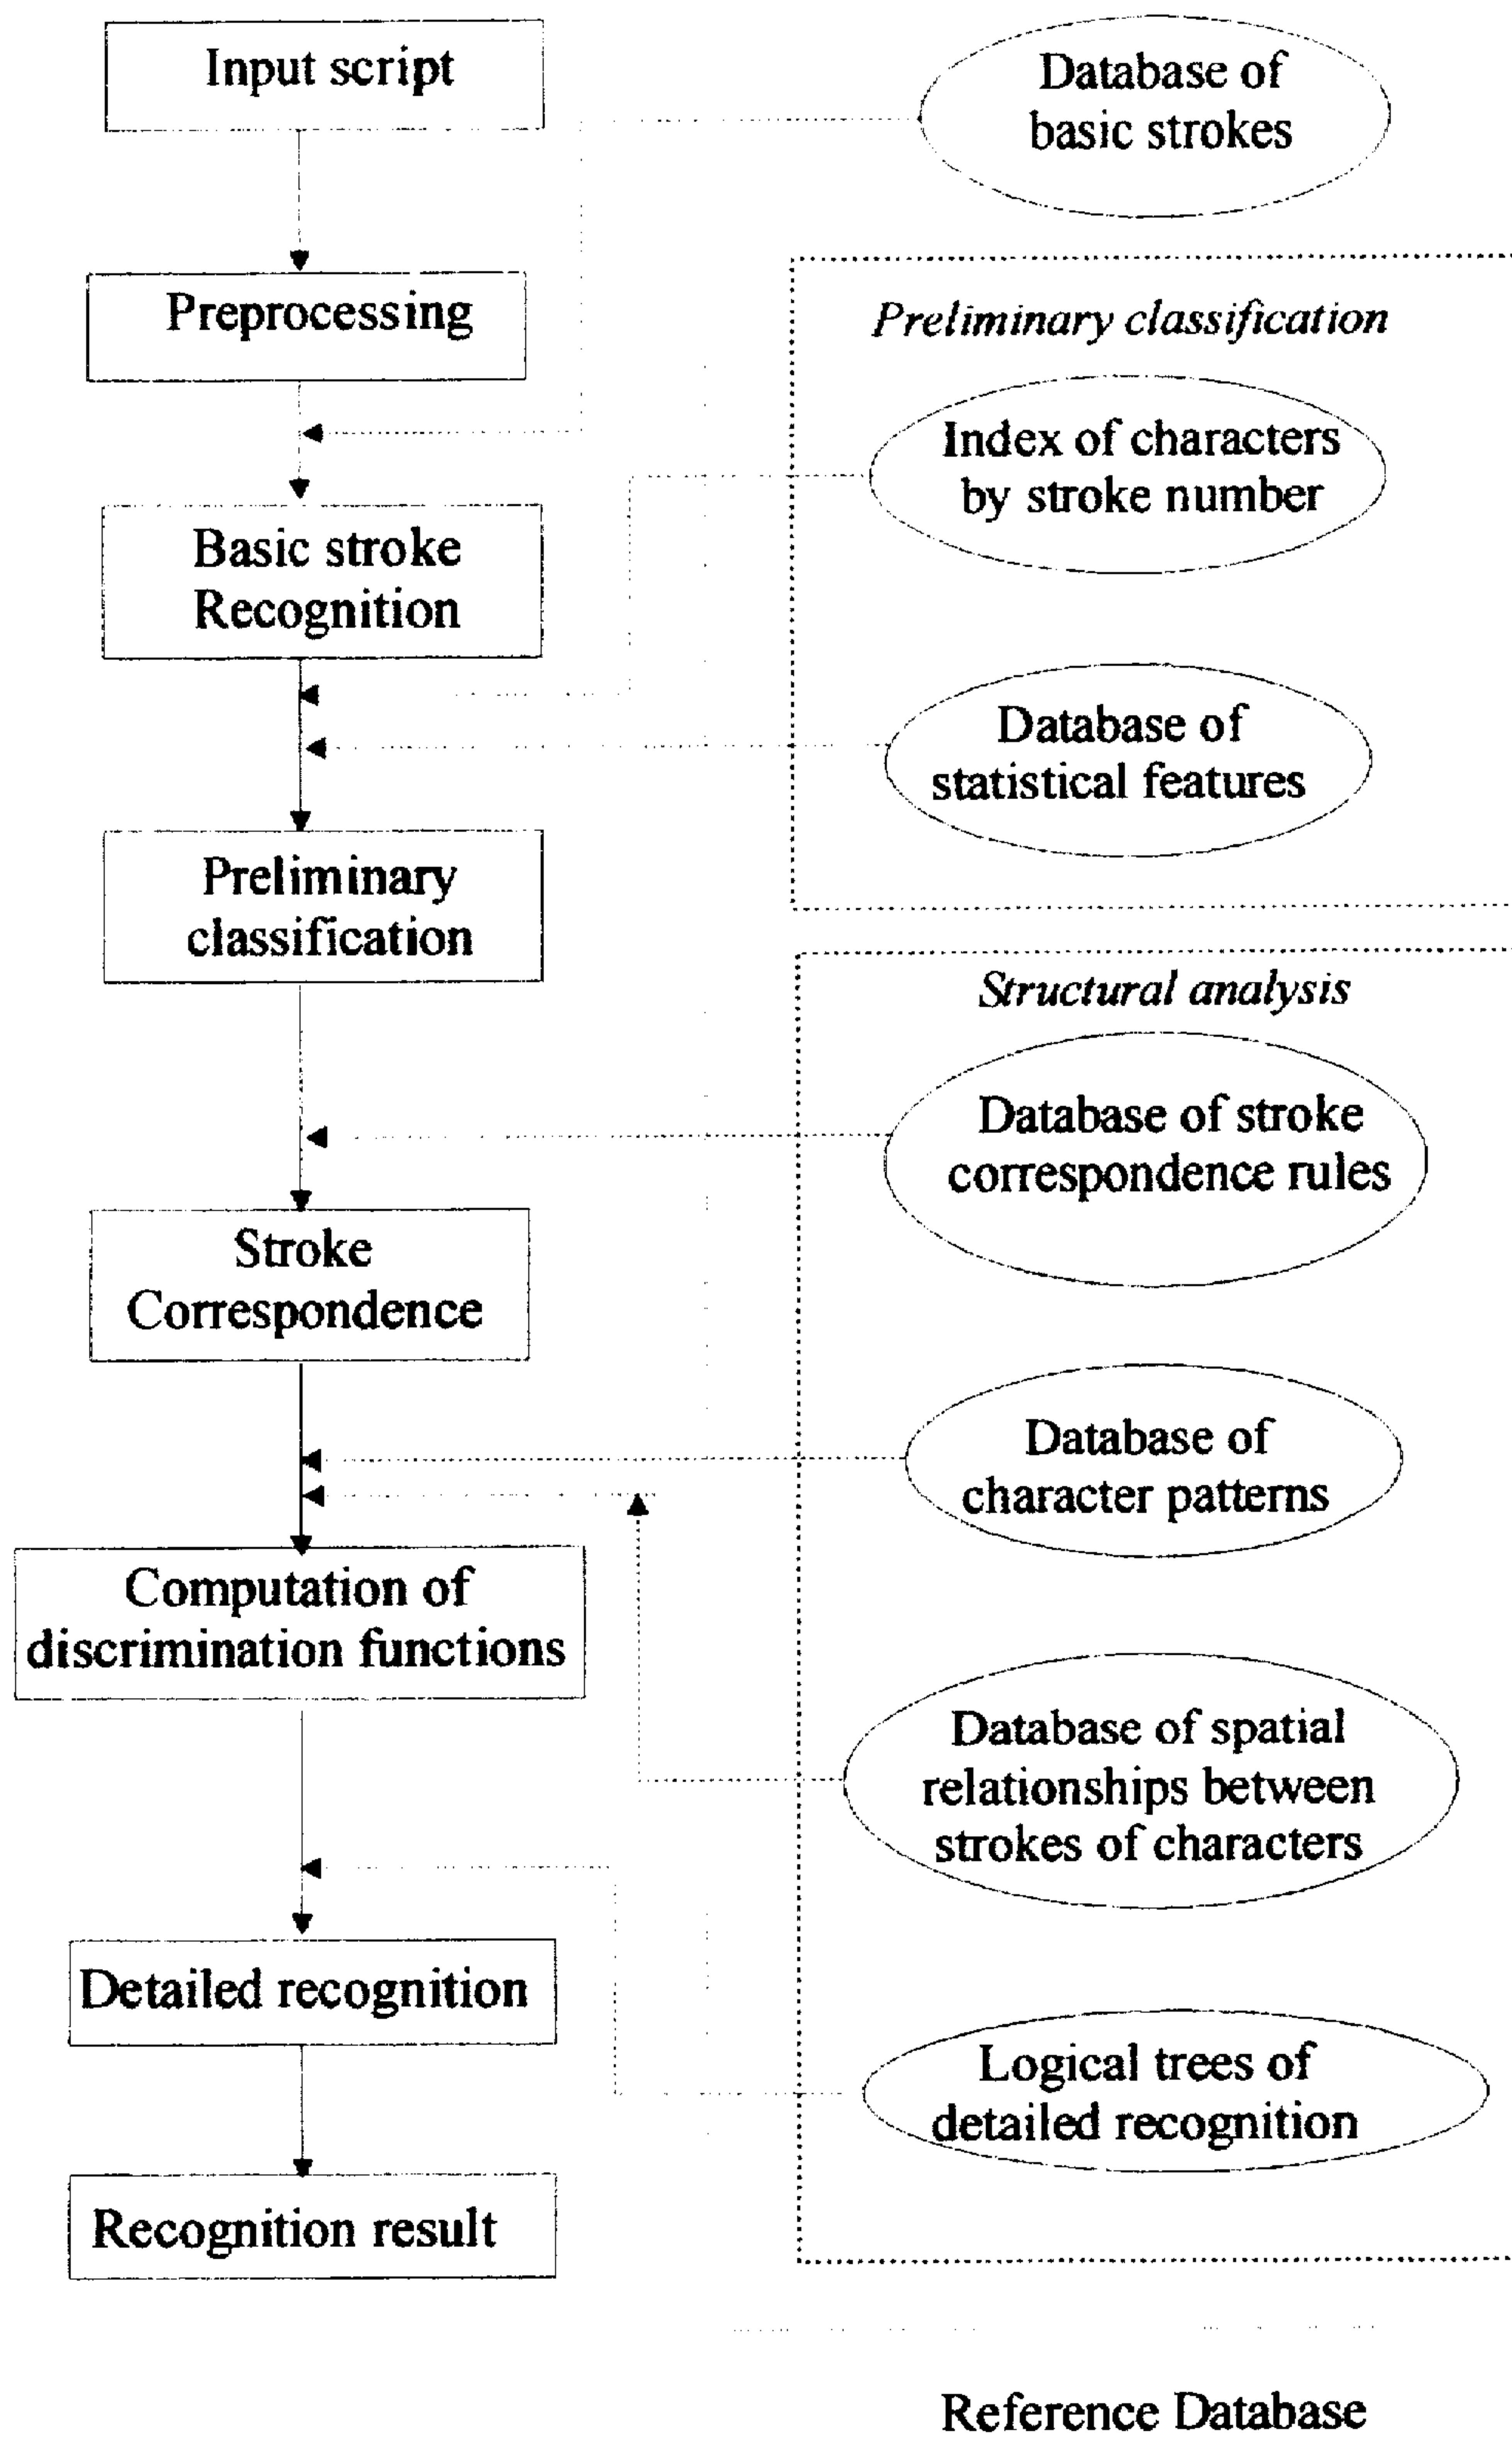 Input script
Preprocessing
Basic stroke
Recognition
Preliminary
classification
Stroke
Correspondence
Computation of
discrimination functions
Detailed recognition
Recognition result
Database of
basic strokes
Preliminary classification
Index of characters
by stroke number
Database of
statistical features
Structural analysis
Database of stroke
correspondence rules
Database of
character patterns
Database of spatial
relationships between
strokes of characters
Logical trees of
detailed recognition
Reference Database